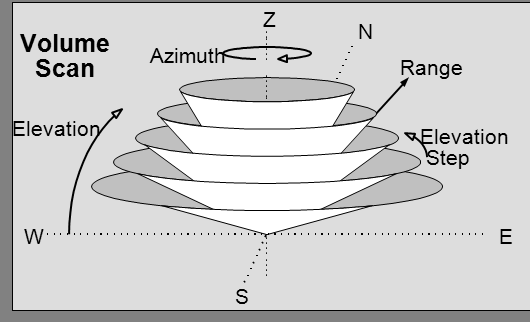 Z
N
Volume
Scan
Azimuth
Range
Elevation
Elevation
Step
W
E
S